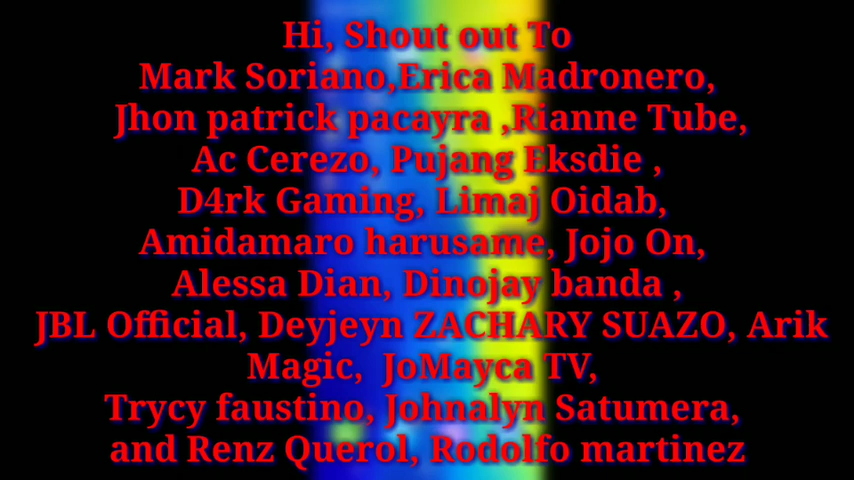 Hi, Shout out To
Mark Soriano,Erica Madronero,
Jhon patrick pacayra ,Rianne Tube,
Ac Cerezo, Pujang Eksdie ,
D4rk Gaming, Limaj Oidab,
Amidamaro harusame, Jojo On,
Alessa Dian, Dinojay banda ,
JBL Official, Deyjeyn ZACHARY SUAZO, Arik
Magic,  JoMayca TV,
Trycy faustino, Johnalyn Satumera,
and Renz Querol, Rodolfo martinez